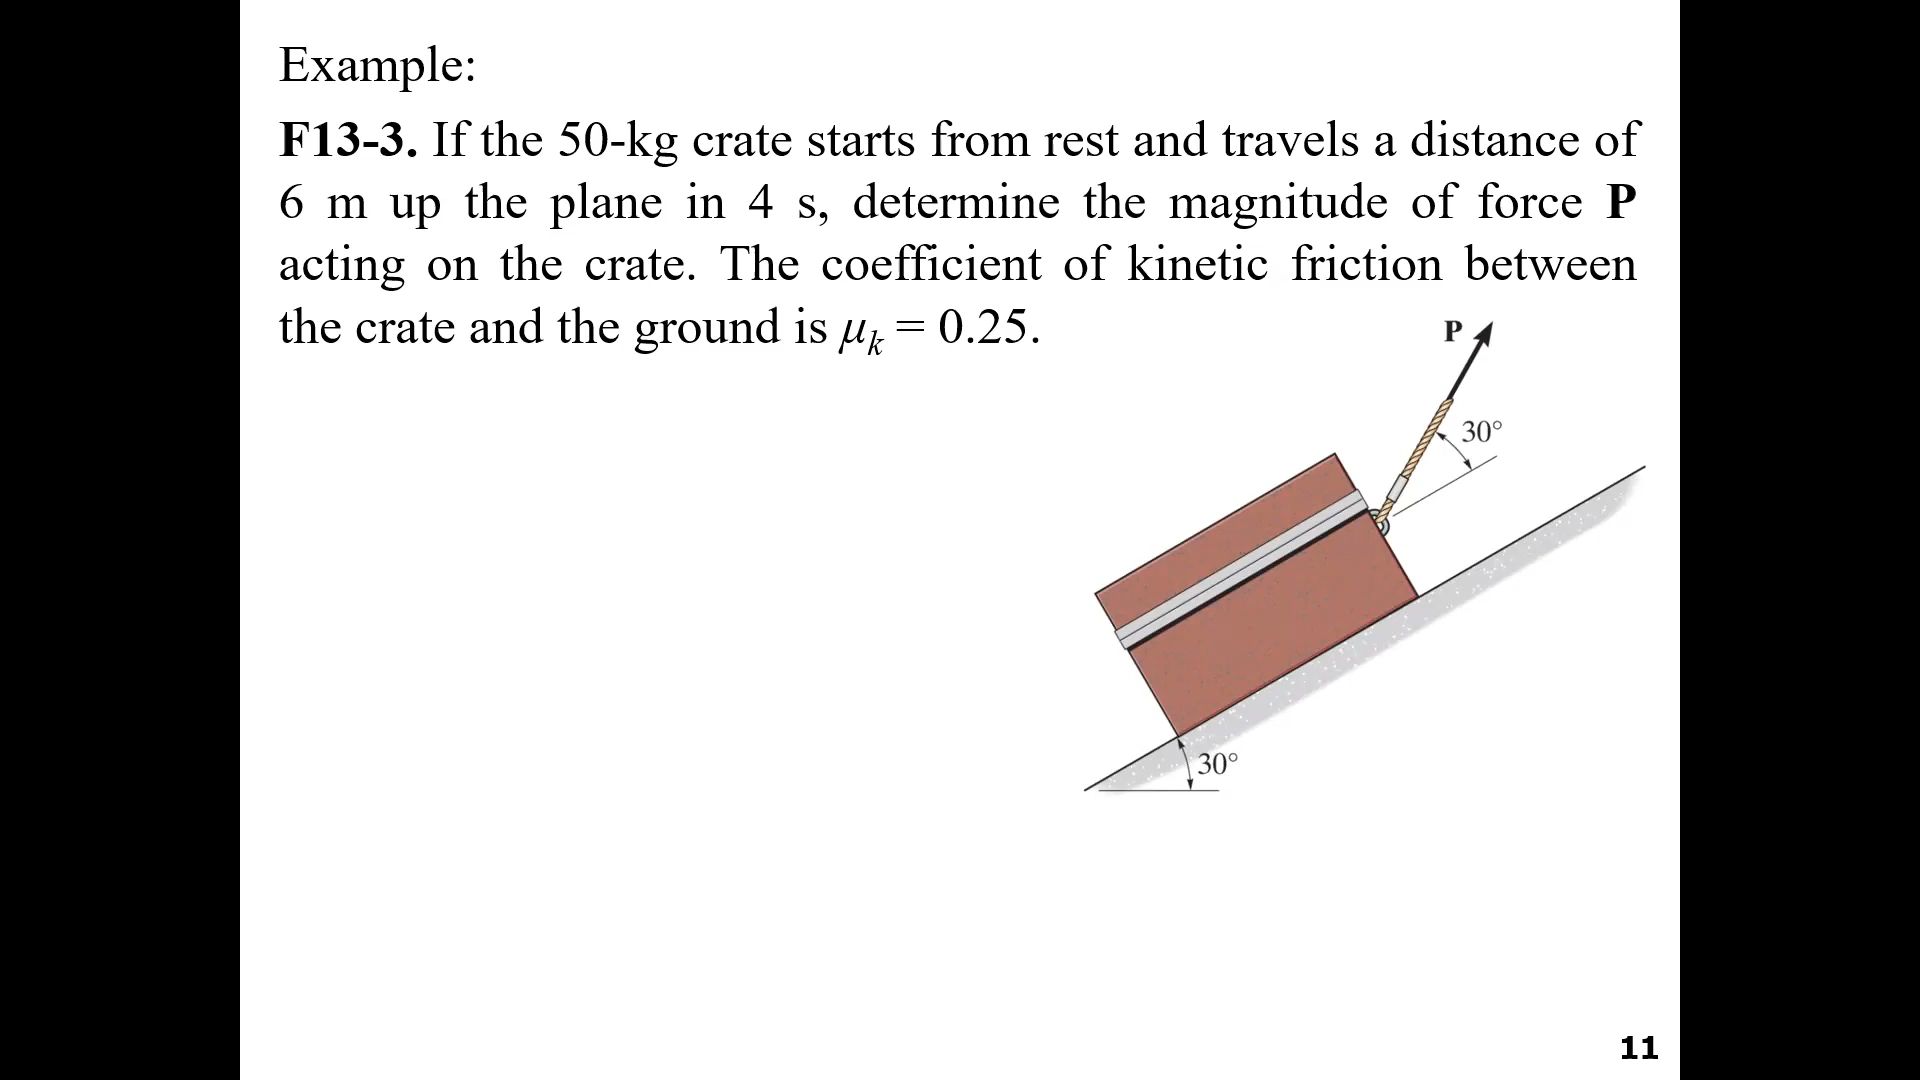 Example:
F13-3. If the 50-kg crate starts from rest and travels a distance of
6 m up the plane in 4 s, determine the magnitude of force P
acting on the crate. The coefficient of kinetic friction between
the crate and the ground is μk = 0.25.
P
30°
30°
11